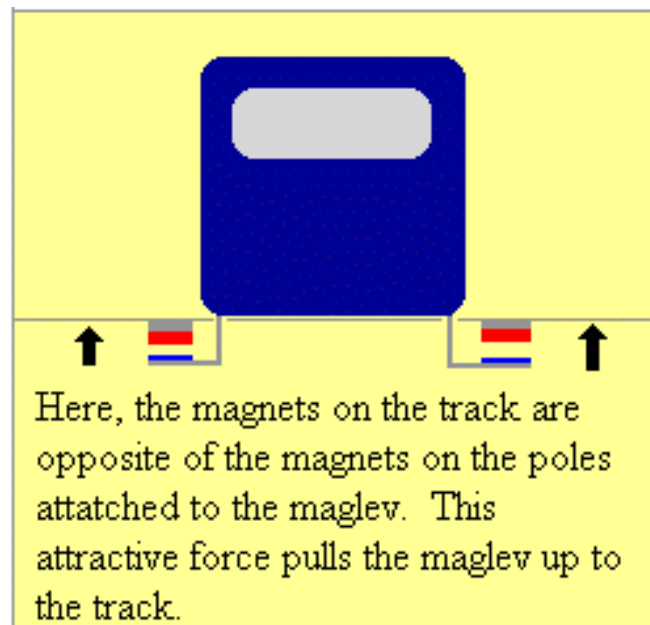 Here, the magnets on the track are
opposite of the magnets on the poles
attatched to the maglev.  This
attractive force pulls the maglev up to
the track.